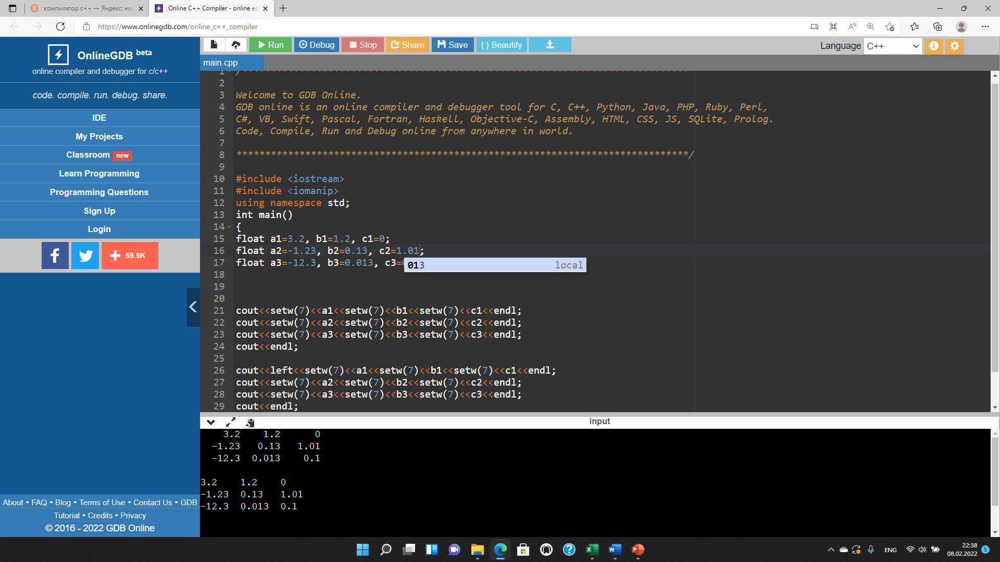 компилятор c++ — Яндекс: на
Online C++ Compiler - online ed
https://www.onlinegdb.com/online_c++_compiler
OnlineGDB beta
online compiler and debugger for c/c++
code. compile. run. debug. share.
IDE
My Projects
Classroom new
Learn Programming
Programming Questions
Sign Up
Login
59.5K
About • FAQ • Blog • Terms of Use • Contact Us • GDB
Tutorial • Credits • Privacy
© 2016 - 2022 GDB Online
Run Debug Stop Share Save { } Beautify
Language C++
main.cpp
1 /******************************************************************************
2
3 Welcome to GDB Online.
4 GDB online is an online compiler and debugger tool for C, C++, Python, Java, PHP, Ruby, Perl,
5 C#, VB, Swift, Pascal, Fortran, Haskell, Objective-C, Assembly, HTML, CSS, JS, SQLite, Prolog.
6 Code, Compile, Run and Debug online from anywhere in world.
7
8 *******************************************************************************/
9
10 #include <iostream>
11 #include <iomanip>
12 using namespace std;
13 int main()
14 {
15 float a1=3.2, b1=1.2, c1=0;
16 float a2=-1.23, b2=0.13, c2=1.01;
17 float a3=-12.3, b3=0.013, c3=
013 local
18
19
20
21 cout<<setw(7)<<a1<<setw(7)<<b1<<setw(7)<<c1<<endl;
22 cout<<setw(7)<<a2<<setw(7)<<b2<<setw(7)<<c2<<endl;
23 cout<<setw(7)<<a3<<setw(7)<<b3<<setw(7)<<c3<<endl;
24 cout<<endl;
25
26 cout<<left<<setw(7)<<a1<<setw(7)<<b1<<setw(7)<<c1<<endl;
27 cout<<setw(7)<<a2<<setw(7)<<b2<<setw(7)<<c2<<endl;
28 cout<<setw(7)<<a3<<setw(7)<<b3<<setw(7)<<c3<<endl;
29 cout<<endl;
input
3.2 1.2 0
-1.23 0.13 1.01
-12.3 0.013 0.1
3.2 1.2 0
-1.23 0.13 1.01
-12.3 0.013 0.1
ENG
22:38
08.02.2022
5